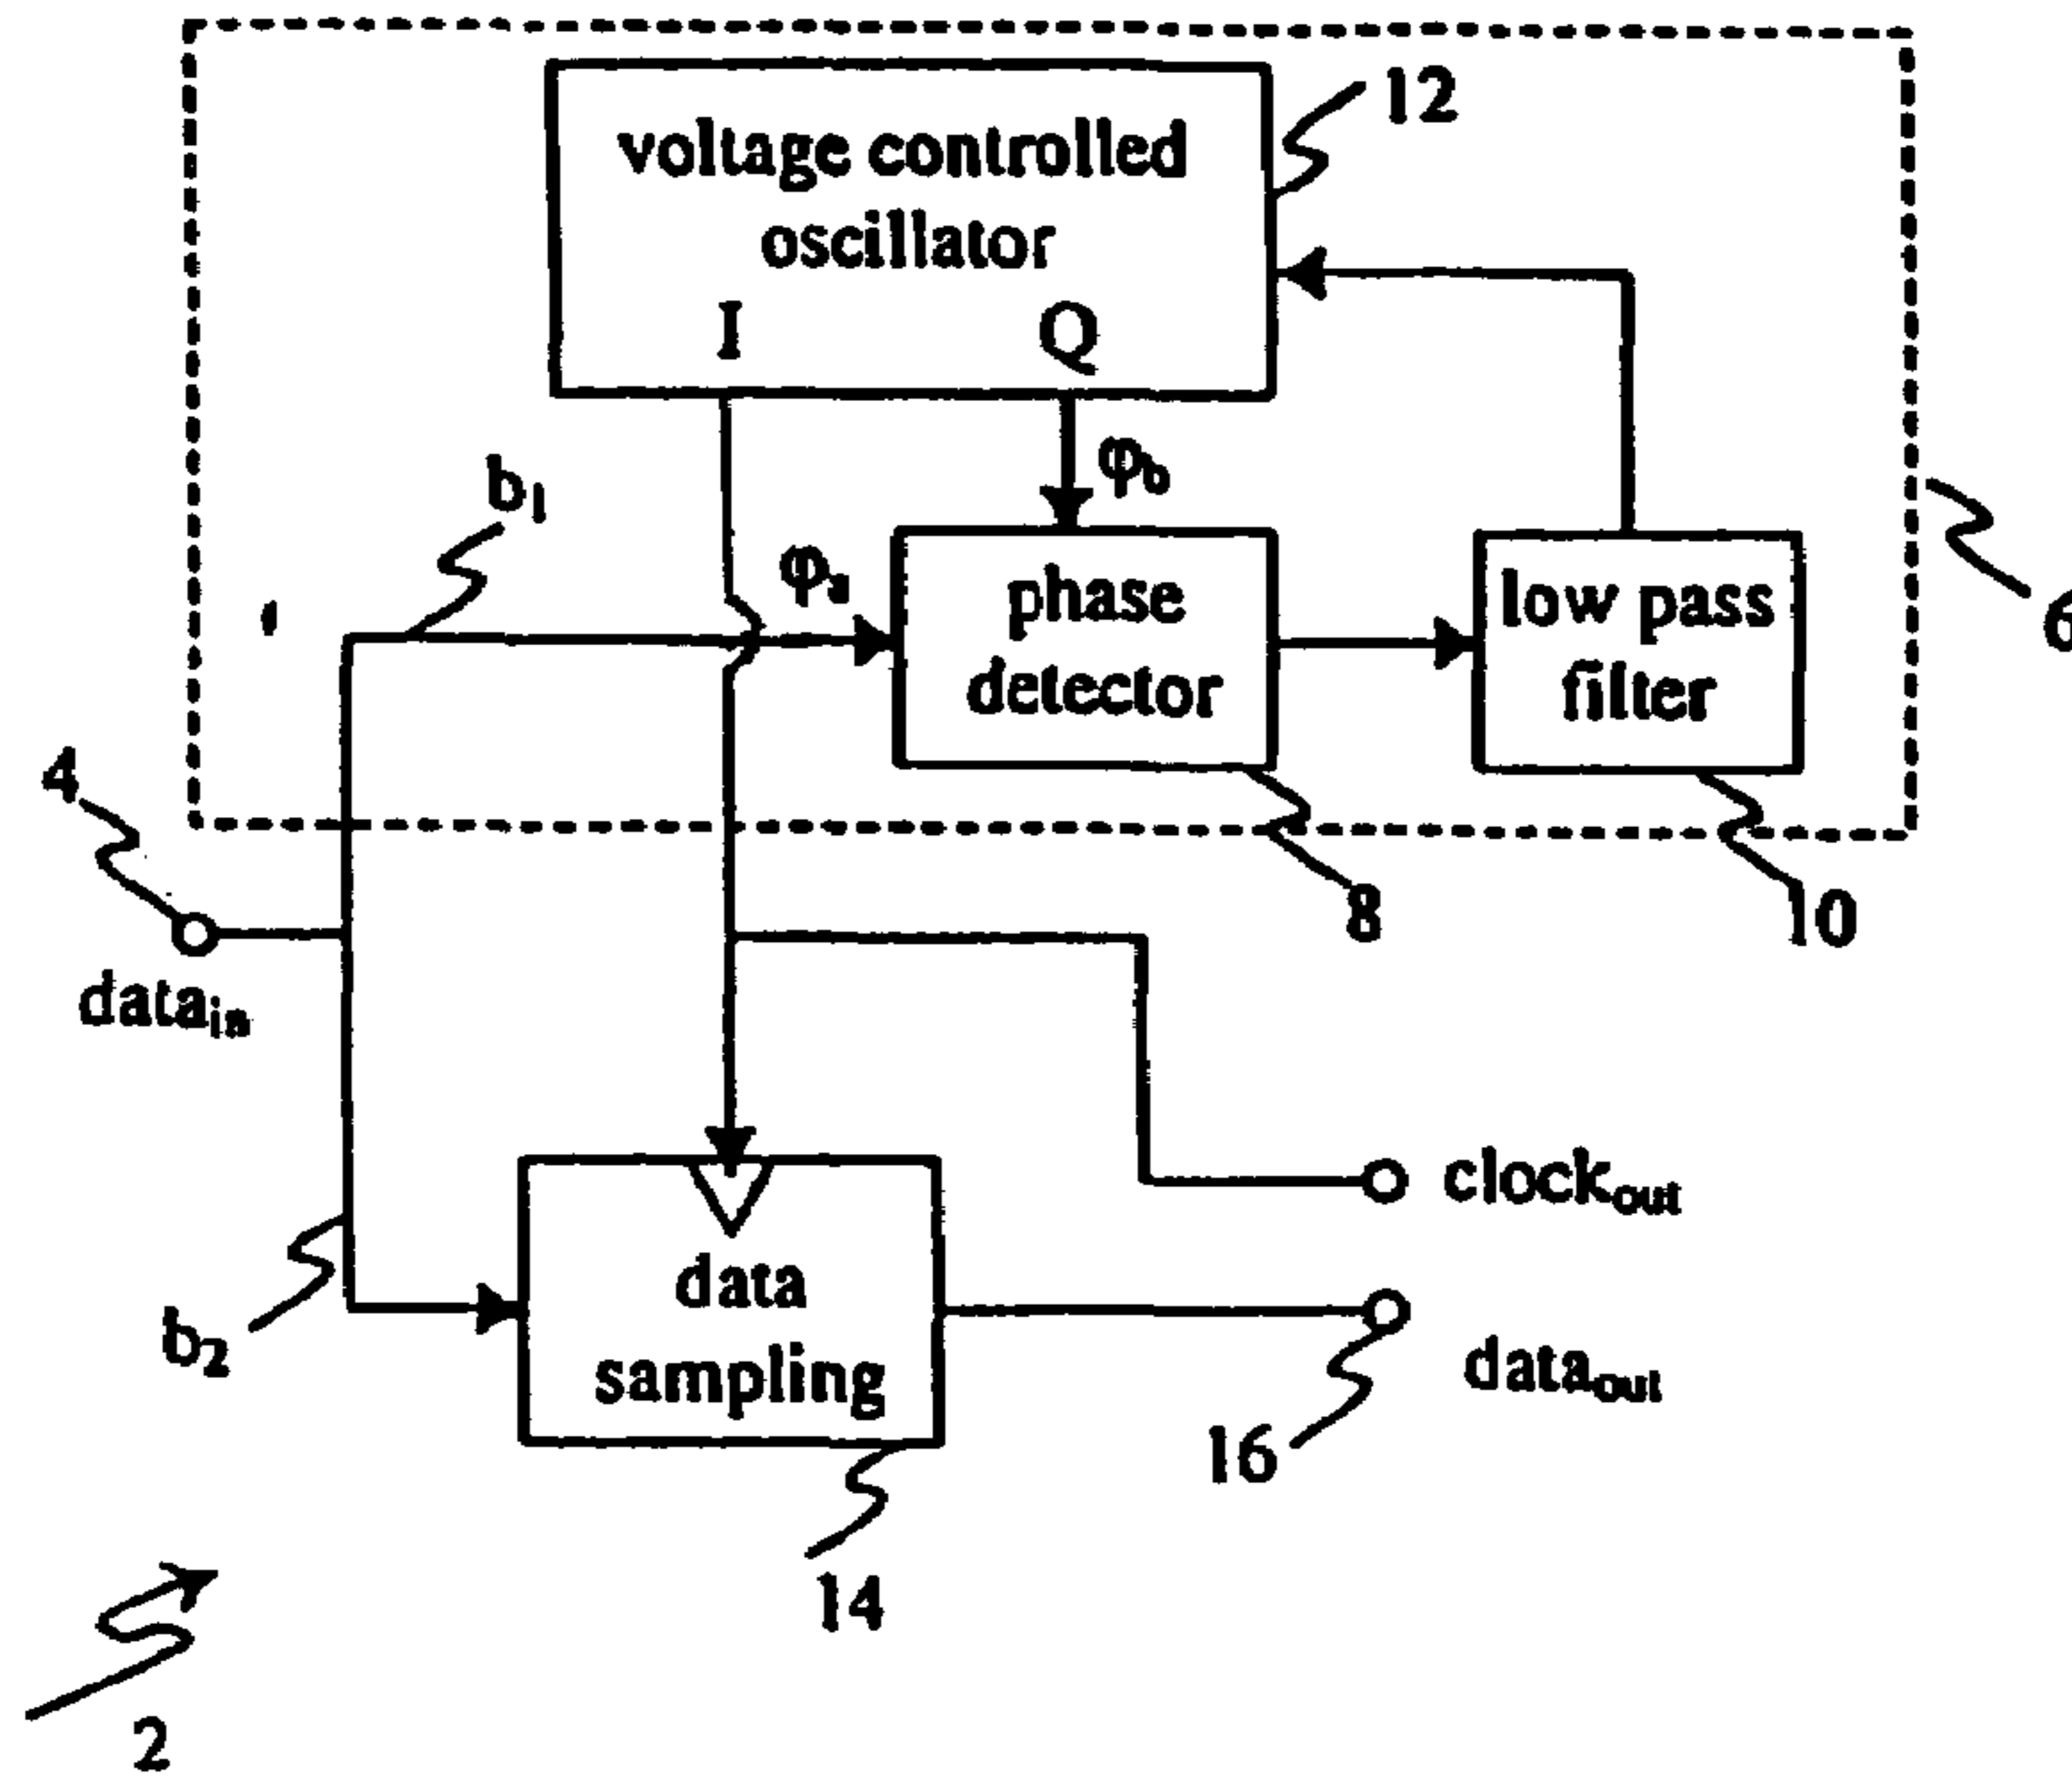 12
voltage controlled
oscillator
I Q
b1
φb
φa
phase
detector
low pass
filter
6
4
8
10
datain
clockout
b2
data
sampling
dataout
16
14
2